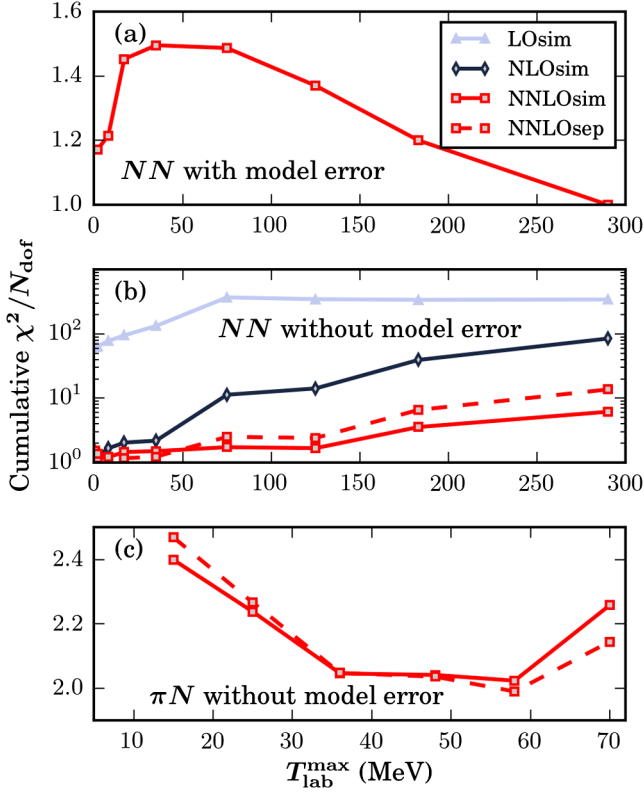 1.6
(a)
LOsim
NLOsim
NNLOsim
NNLOsep
1.4
1.2
NN with model error
1.0
0 50 100 150 200 250 300
(b)
10²
NN without model error
10¹
10⁰
0 50 100 150 200 250 300
Cumulative χ²/N_dof
(c)
2.4
2.2
2.0
πN without model error
10 20 30 40 50 60 70
T_lab^max (MeV)